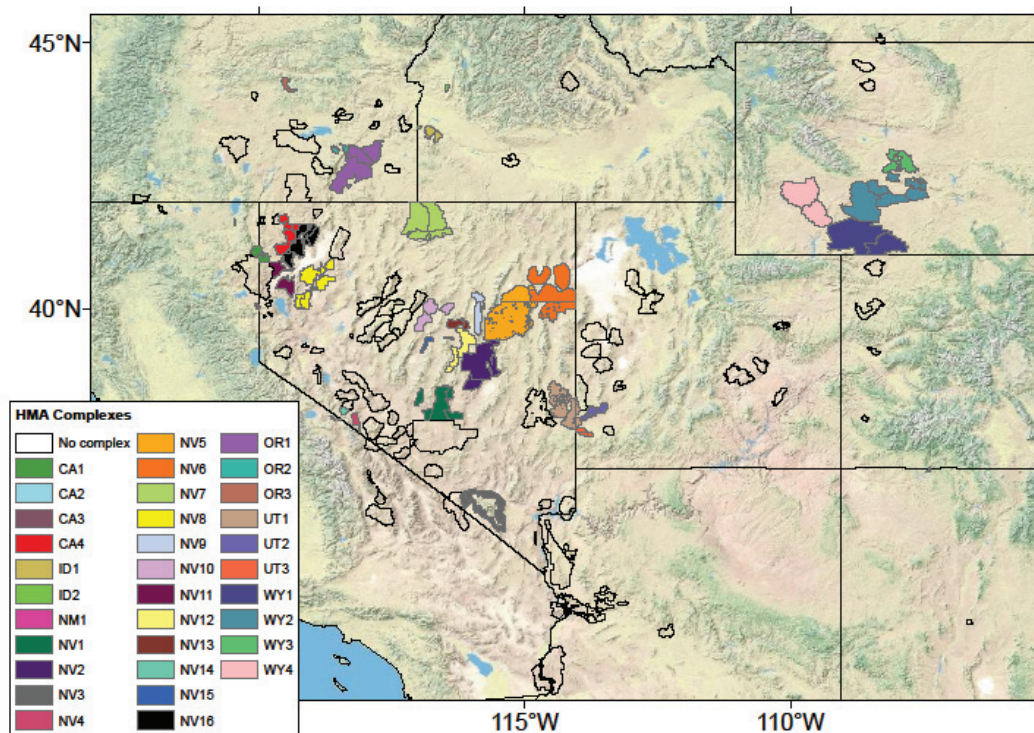 45°N
40°N
HMA Complexes
No complex NV5 OR1
CA1 NV6 OR2
CA2 NV7 OR3
CA3 NV8 UT1
CA4 NV9 UT2
ID1 NV10 UT3
ID2 NV11 WY1
NM1 NV12 WY2
NV1 NV13 WY3
NV2 NV14 WY4
NV3 NV15
NV4 NV16
115°W 110°W